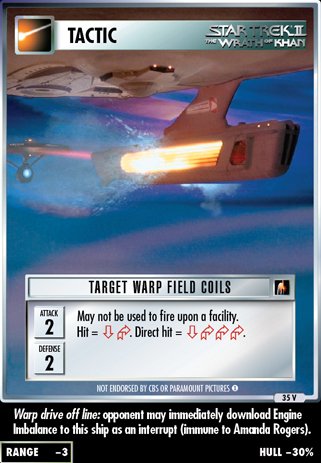 TACTIC
STAR TREK II
THE WRATH OF KHAN
TARGET WARP FIELD COILS
ATTACK
2
DEFENSE
2
May not be used to fire upon a facility.
Hit = . Direct hit = .
NOT ENDORSED BY CBS OR PARAMOUNT PICTURES
35 V
Warp drive off line: opponent may immediately download Engine
Imbalance to this ship as an interrupt (immune to Amanda Rogers).
RANGE -3
HULL -30%